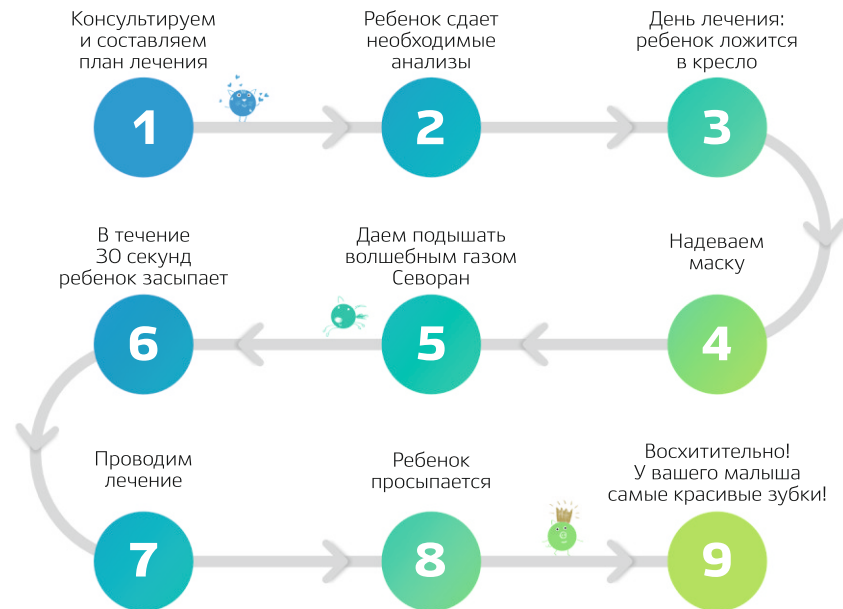 Консультируем
и составляем
план лечения
1
Ребенок сдает
необходимые
анализы
2
День лечения:
ребенок ложится
в кресло
3
Надеваем
маску
4
Даем подышать
волшебным газом
Севоран
5
В течение
30 секунд
ребенок засыпает
6
Проводим
лечение
7
Ребенок
просыпается
8
Восхитительно!
У вашего малыша
самые красивые зубки!
9